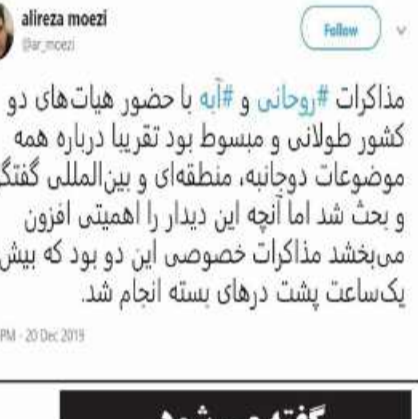 alireza moezi
@ar_moezi
Follow
مذاکرات #روحانی و #آبه با حضور هیات‌های دو
کشور طولانی و مبسوط بود تقریبا درباره همه
موضوعات دوجانبه، منطقه‌ای و بین‌المللی گفتگو
و بحث شد اما آنچه این دیدار را اهمیتی افزون
می‌بخشد مذاکرات خصوصی این دو بود که بیش
یک‌ساعت پشت درهای بسته انجام شد.
PM - 20 Dec 2019